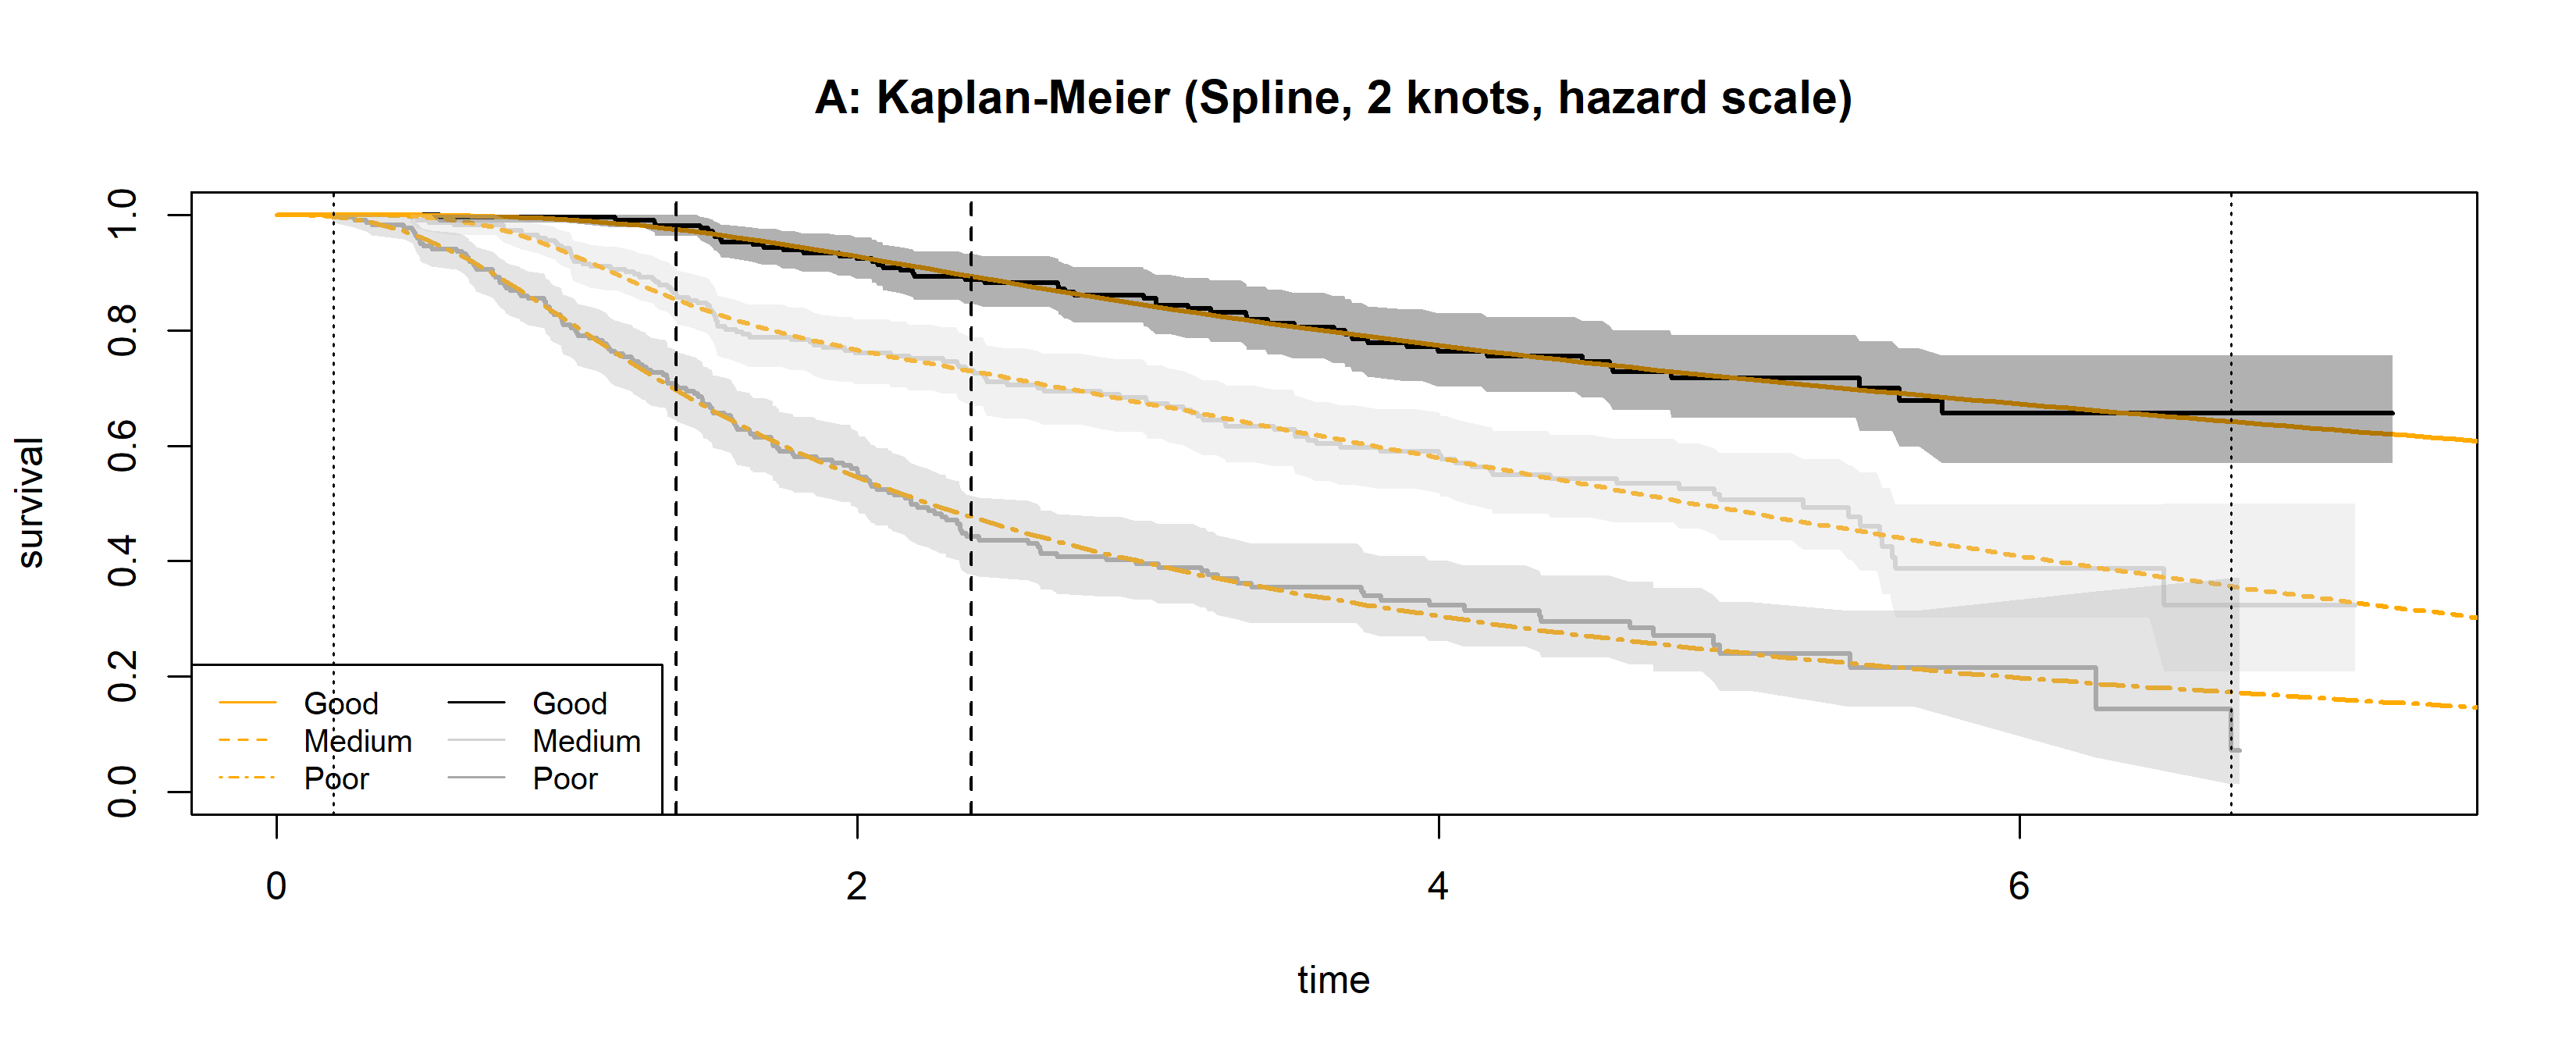 A: Kaplan-Meier (Spline, 2 knots, hazard scale)
survival
1.0
0.8
0.6
0.4
0.2
0.0
Good Good
Medium Medium
Poor Poor
0 2 4 6
time